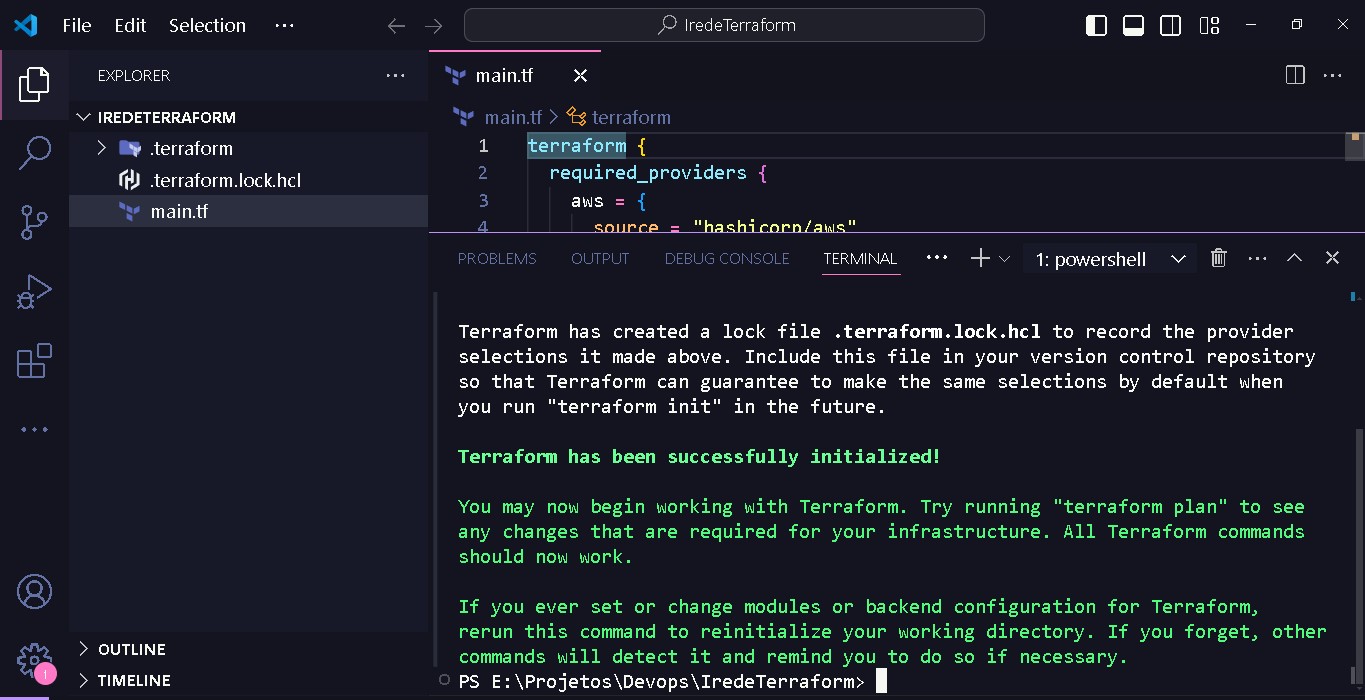 File Edit Selection ···
IredeTerraform
EXPLORER
IREDETERRAFORM
.terraform
.terraform.lock.hcl
main.tf
OUTLINE
TIMELINE
1
main.tf
main.tf > terraform
1 terraform {
2 required_providers {
3 aws = {
4 source = "hashicorp/aws"
PROBLEMS OUTPUT DEBUG CONSOLE TERMINAL ··· 1: powershell
Terraform has created a lock file .terraform.lock.hcl to record the provider
selections it made above. Include this file in your version control repository
so that Terraform can guarantee to make the same selections by default when
you run "terraform init" in the future.
Terraform has been successfully initialized!
You may now begin working with Terraform. Try running "terraform plan" to see
any changes that are required for your infrastructure. All Terraform commands
should now work.
If you ever set or change modules or backend configuration for Terraform,
rerun this command to reinitialize your working directory. If you forget, other
commands will detect it and remind you to do so if necessary.
PS E:\Projetos\Devops\IredeTerraform>